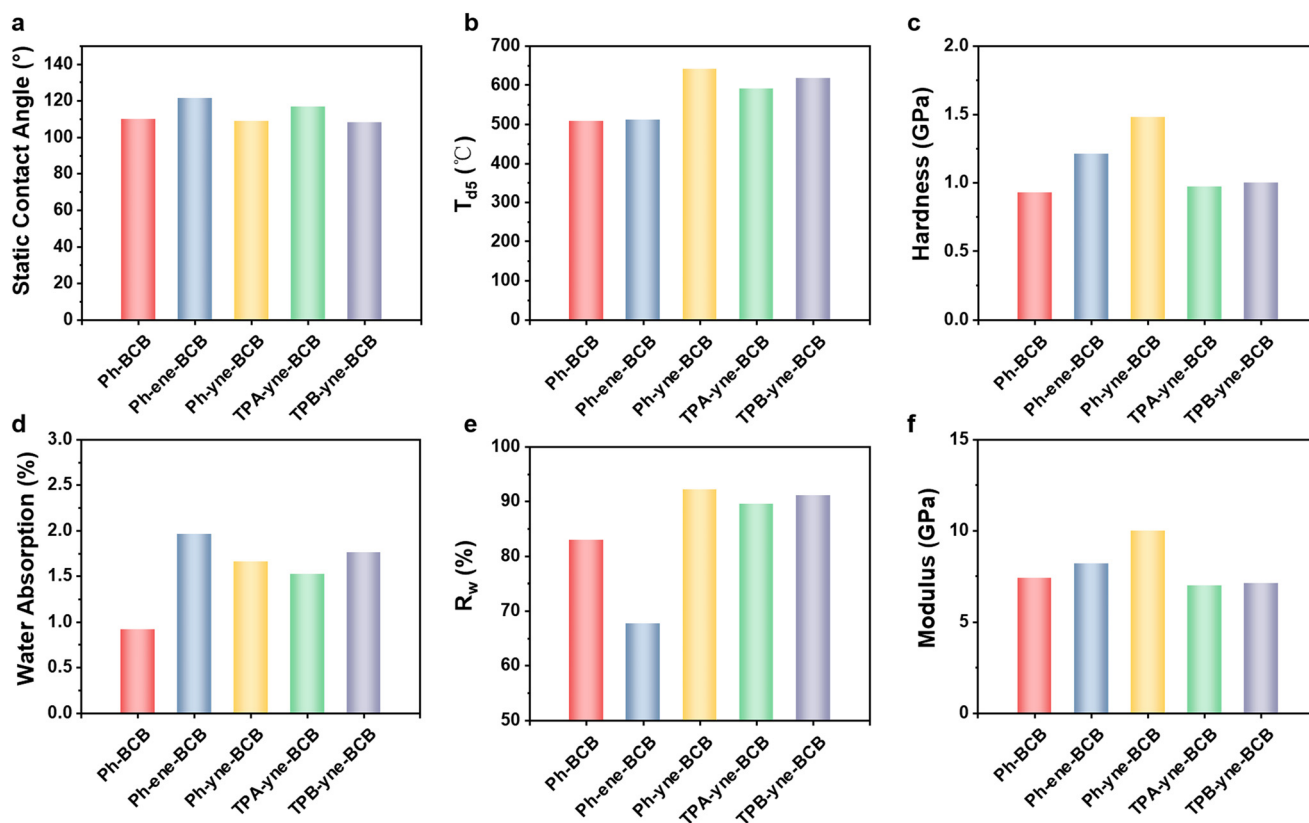 a
Static Contact Angle (°)
140
120
100
80
60
40
20
0
Ph-BCB
Ph-ene-BCB
Ph-yne-BCB
TPA-yne-BCB
TPB-yne-BCB
b
T_d5 (℃)
700
600
500
400
300
200
100
0
Ph-BCB
Ph-ene-BCB
Ph-yne-BCB
TPA-yne-BCB
TPB-yne-BCB
c
Hardness (GPa)
2.0
1.5
1.0
0.5
0.0
Ph-BCB
Ph-ene-BCB
Ph-yne-BCB
TPA-yne-BCB
TPB-yne-BCB
d
Water Absorption (%)
3.0
2.5
2.0
1.5
1.0
0.5
0.0
Ph-BCB
Ph-ene-BCB
Ph-yne-BCB
TPA-yne-BCB
TPB-yne-BCB
e
R_w (%)
100
90
80
70
60
50
Ph-BCB
Ph-ene-BCB
Ph-yne-BCB
TPA-yne-BCB
TPB-yne-BCB
f
Modulus (GPa)
15
10
5
0
Ph-BCB
Ph-ene-BCB
Ph-yne-BCB
TPA-yne-BCB
TPB-yne-BCB